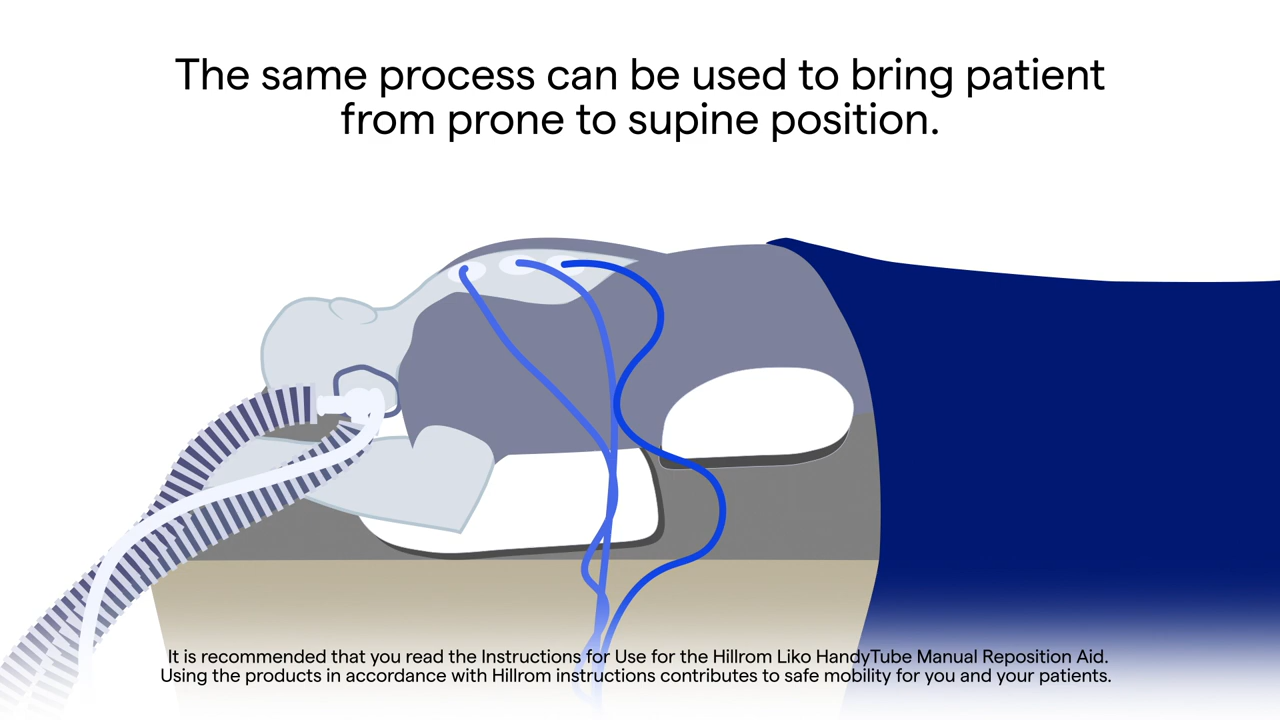 The same process can be used to bring patient
from prone to supine position.
It is recommended that you read the Instructions for Use for the Hillrom Liko HandyTube Manual Reposition Aid.
Using the products in accordance with Hillrom instructions contributes to safe mobility for you and your patients.